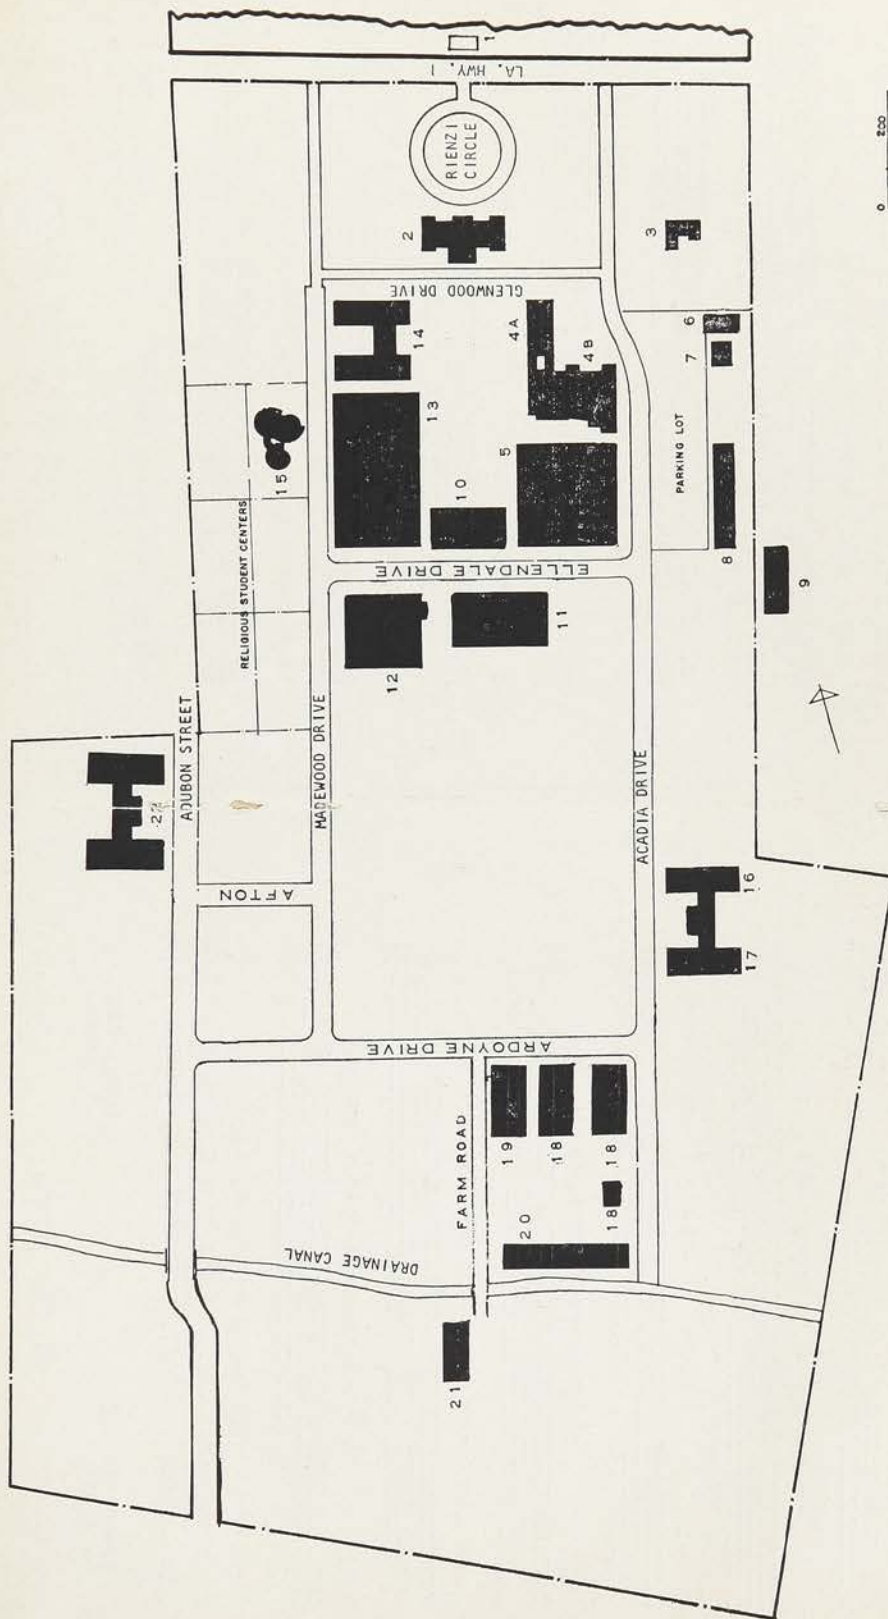 1
LA. HWY. 1
RIENZI
CIRCLE
2
3
GLENWOOD DRIVE
14
4A
4B
6
7
13
5
10
15
PARKING LOT
8
9
RELIGIOUS STUDENT CENTERS
ELLENDALE DRIVE
12
11
AUDUBON STREET
MADEWOOD DRIVE
ACADIA DRIVE
22
AFTON
16
17
ARDOYNE DRIVE
FARM ROAD
19
18
18
18
20
DRAINAGE CANAL
21
0 200